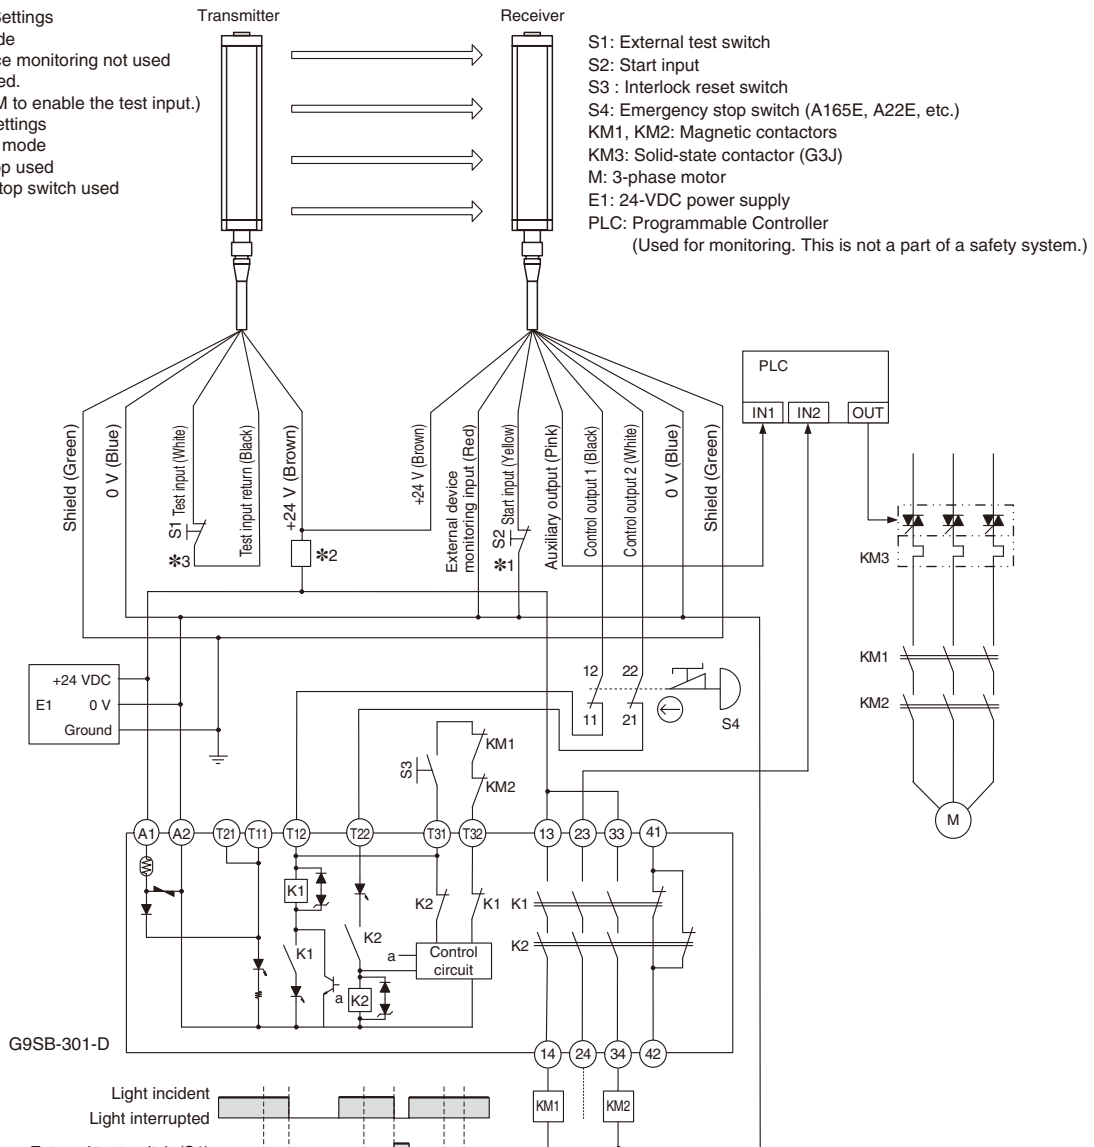 ettings
de
ce monitoring not used
ed.
M to enable the test input.)
ettings
mode
op used
top switch used
Transmitter
Receiver
S1: External test switch
S2: Start input
S3 : Interlock reset switch
S4: Emergency stop switch (A165E, A22E, etc.)
KM1, KM2: Magnetic contactors
KM3: Solid-state contactor (G3J)
M: 3-phase motor
E1: 24-VDC power supply
PLC: Programmable Controller
(Used for monitoring. This is not a part of a safety system.)
PLC
IN1 IN2 OUT
Shield (Green)
0 V (Blue)
Test input (White)
S1
*3
Test input return (Black)
+24 V (Brown)
*2
+24 V (Brown)
External device
monitoring input (Red)
Start input (Yellow)
S2
*1
Auxiliary output (Pink)
Control output 1 (Black)
Control output 2 (White)
0 V (Blue)
Shield (Green)
KM3
KM1
KM2
M
+24 VDC
E1 0 V
Ground
12 22
11 21
S4
S3
KM1
KM2
A1 A2 T21 T11 T12 T22 T31 T32 13 23 33 41
K1
K2 K1 K1
K1
K2
K2
a
Control
circuit
a K2
G9SB-301-D
14 24 34 42
KM1 KM2
Light incident
Light interrupted